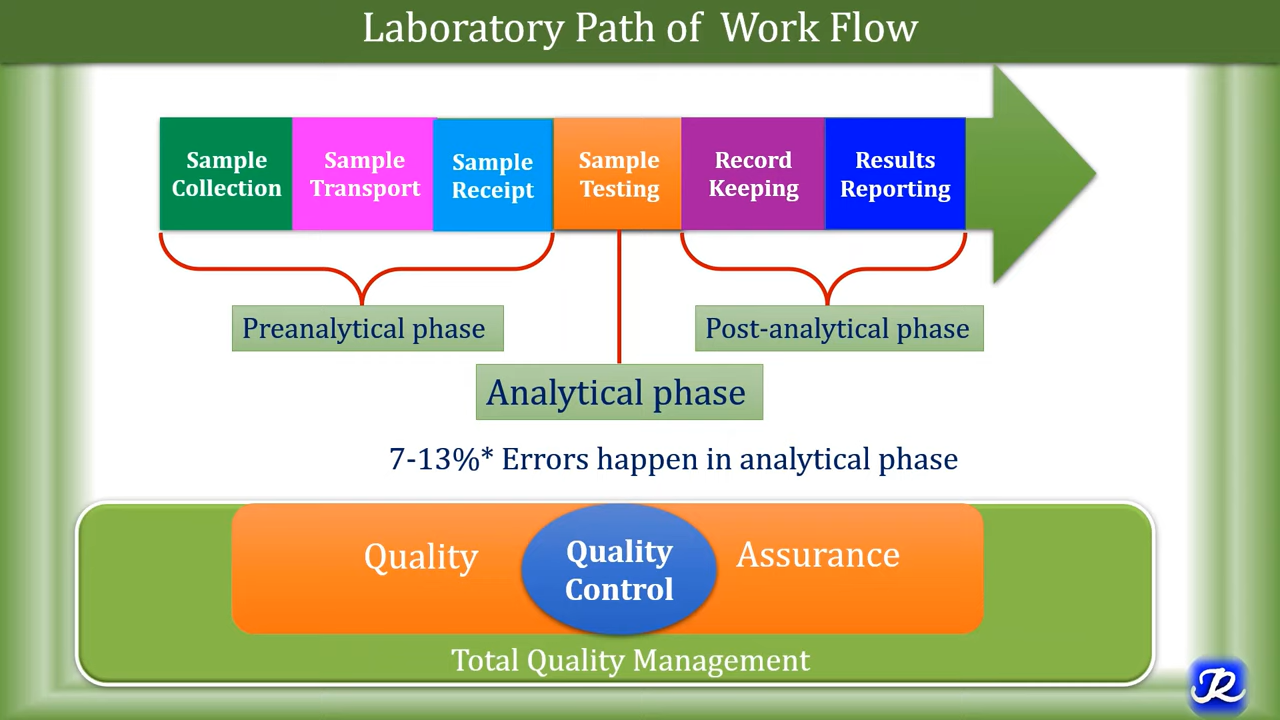 Laboratory Path of Work Flow
Sample
Collection
Sample
Transport
Sample
Receipt
Sample
Testing
Record
Keeping
Results
Reporting
Preanalytical phase
Post-analytical phase
Analytical phase
7-13%* Errors happen in analytical phase
Quality
Quality
Control
Assurance
Total Quality Management